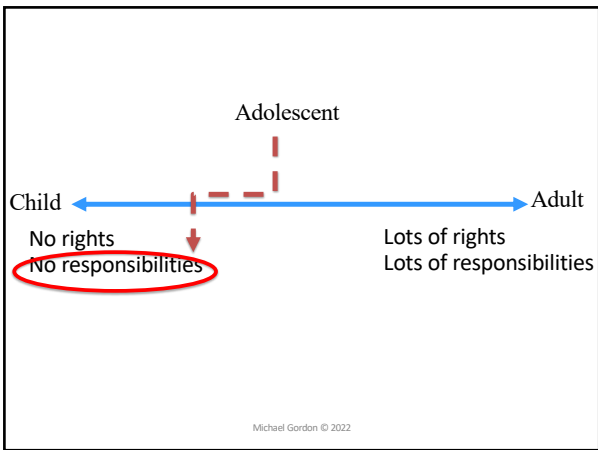 Adolescent
Child
Adult
No rights
No responsibilities
Lots of rights
Lots of responsibilities
Michael Gordon © 2022